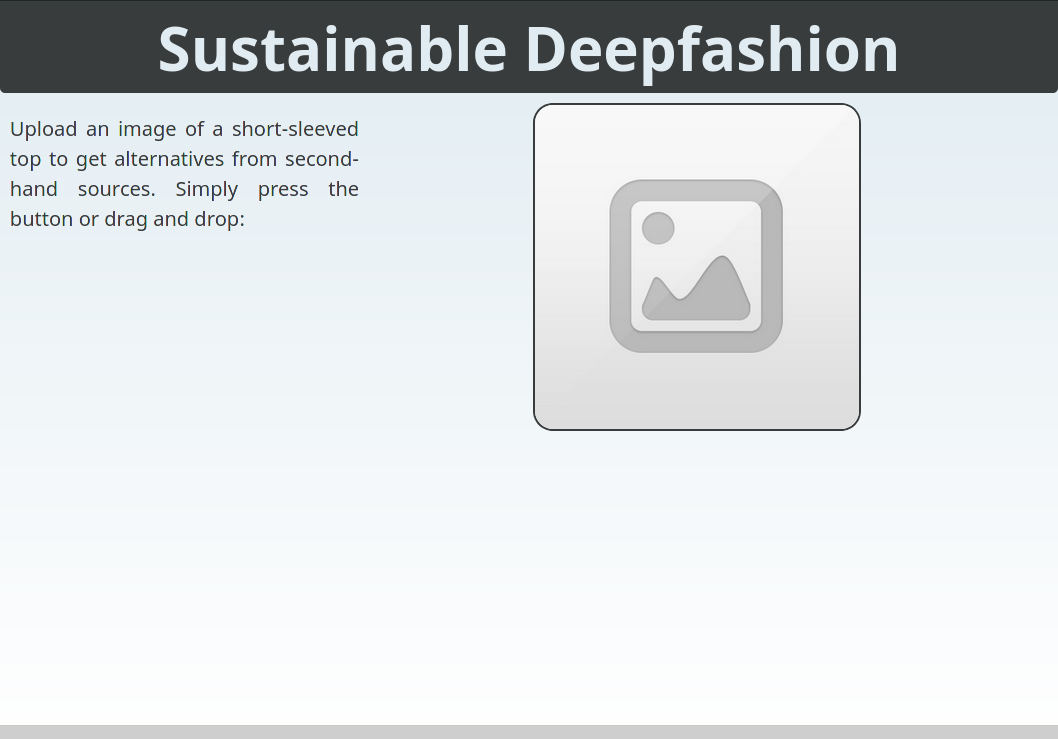 Sustainable Deepfashion
Upload an image of a short-sleeved
top to get alternatives from second-
hand sources. Simply press the
button or drag and drop: